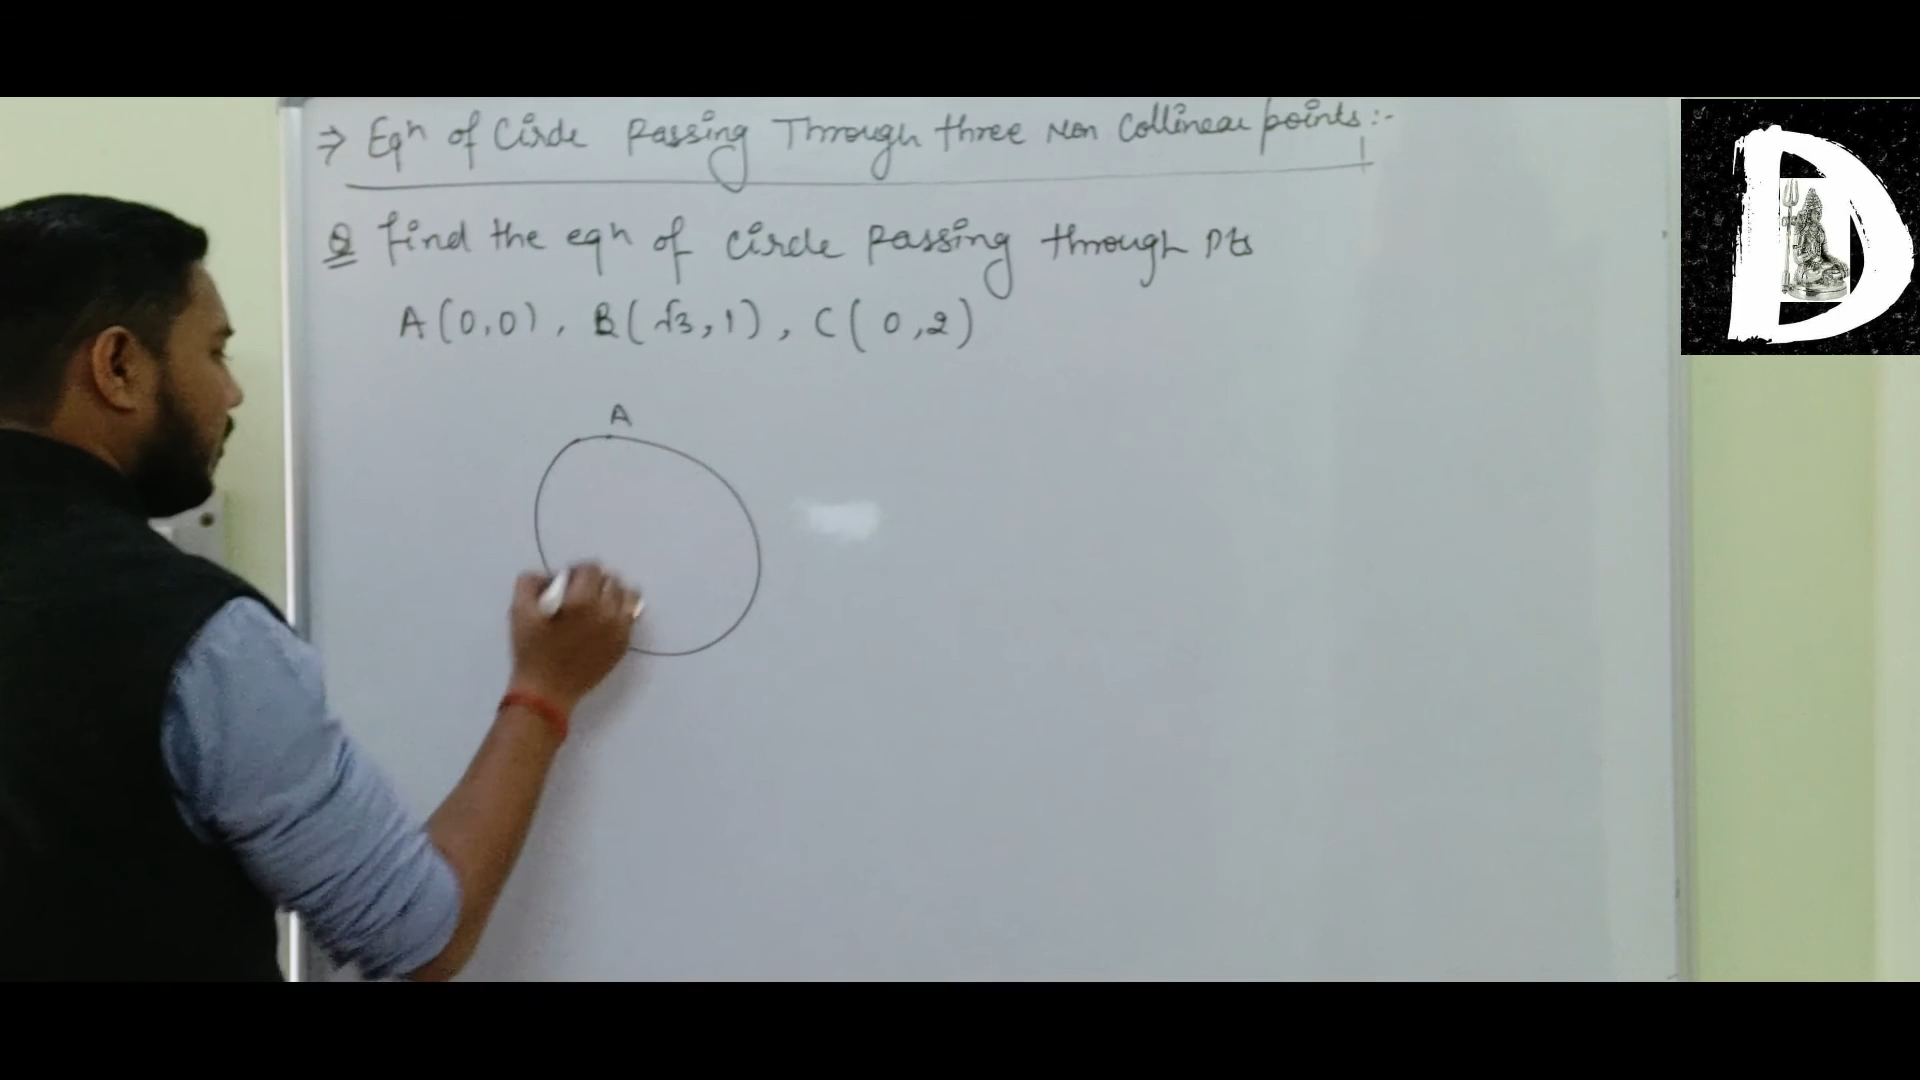 ⇒ Eqn of Circle Passing Through three Non Collinear points :-
Q Find the eqn of circle Passing through Pts
A(0,0), B(√3,1), C(0,2)
A
D